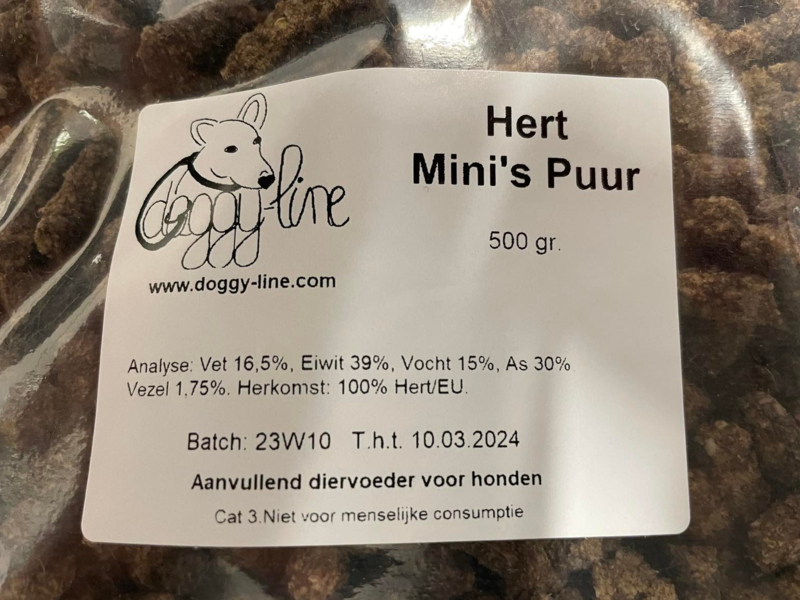 doggy-line
www.doggy-line.com
Hert
Mini's Puur
500 gr.
Analyse: Vet 16,5%, Eiwit 39%, Vocht 15%, As 30%
Vezel 1,75%. Herkomst: 100% Hert/EU.
Batch: 23W10 T.h.t. 10.03.2024
Aanvullend diervoeder voor honden
Cat 3.Niet voor menselijke consumptie